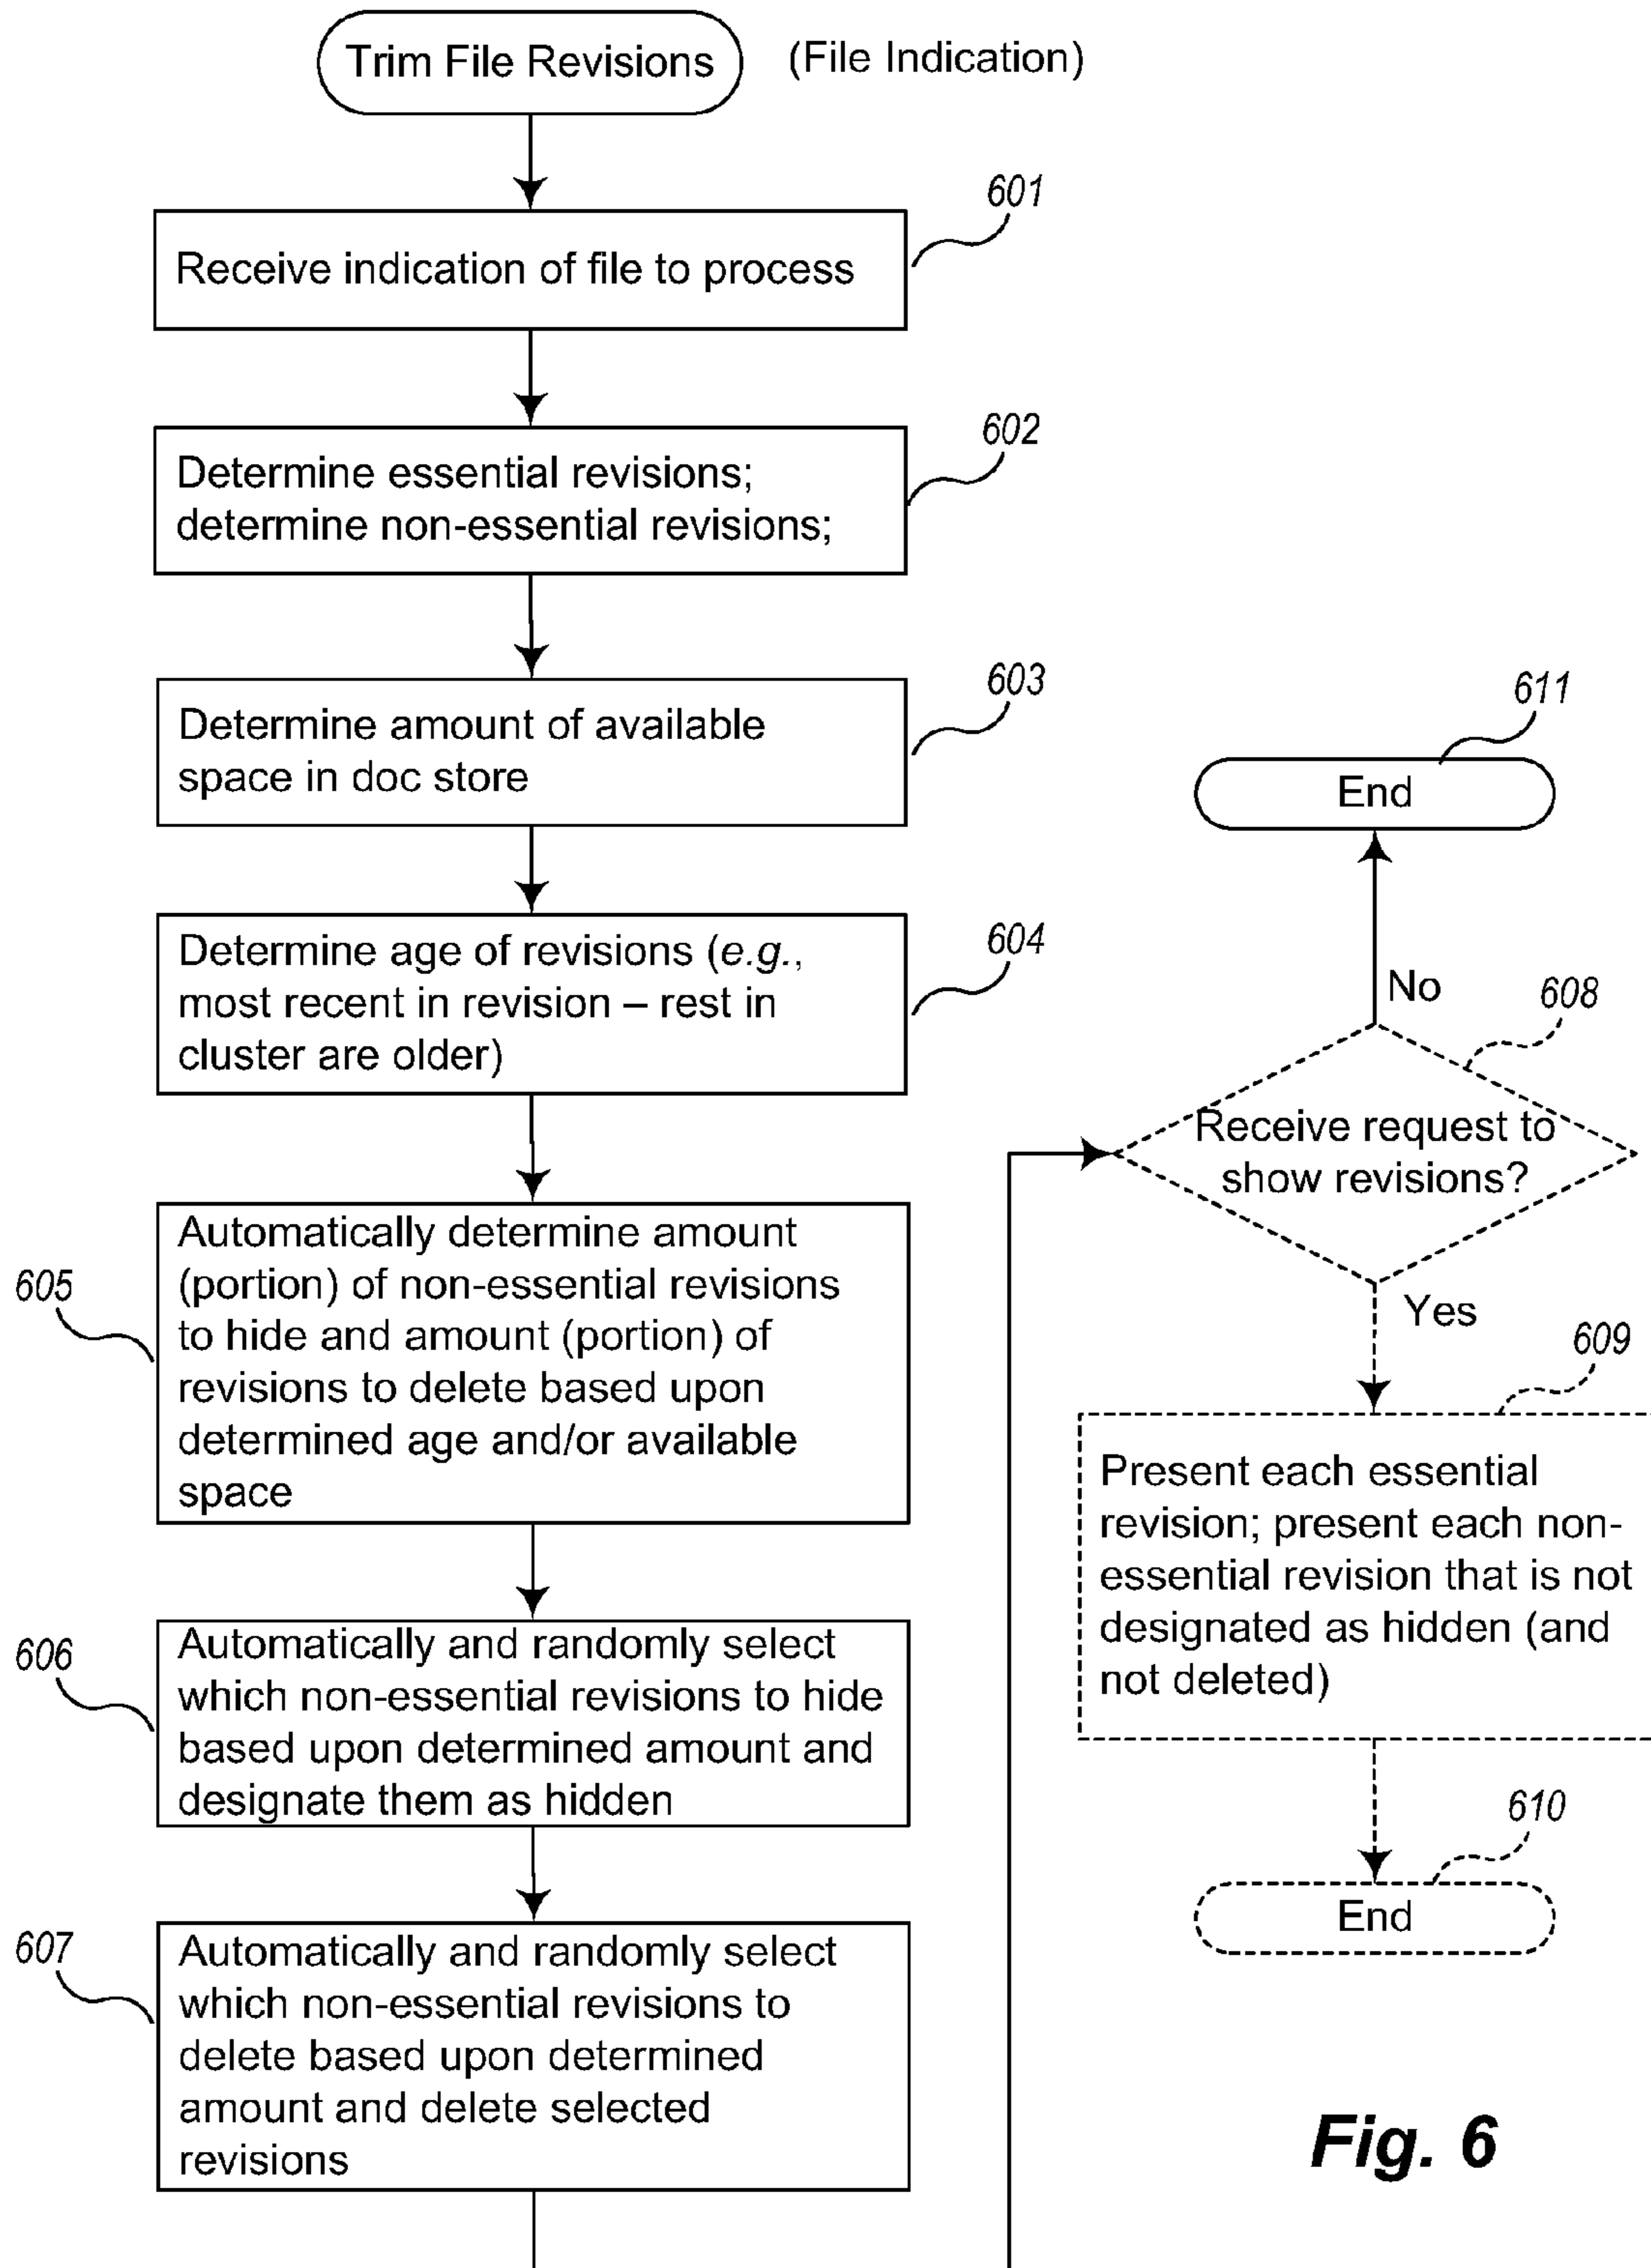 Trim File Revisions
(File Indication)
601
Receive indication of file to process
602
Determine essential revisions;
determine non-essential revisions;
603
Determine amount of available
space in doc store
604
Determine age of revisions (e.g.,
most recent in revision – rest in
cluster are older)
605
Automatically determine amount
(portion) of non-essential revisions
to hide and amount (portion) of
revisions to delete based upon
determined age and/or available
space
606
Automatically and randomly select
which non-essential revisions to hide
based upon determined amount and
designate them as hidden
607
Automatically and randomly select
which non-essential revisions to
delete based upon determined
amount and delete selected
revisions
611
End
No
608
Receive request to
show revisions?
Yes
609
Present each essential
revision; present each non-
essential revision that is not
designated as hidden (and
not deleted)
610
End
Fig. 6